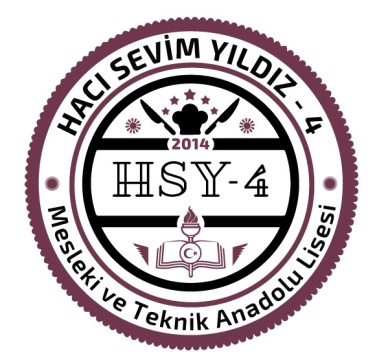 HACI SEVİM YILDIZ - 4
2014
HSY-4
Mesleki ve Teknik Anadolu Lisesi